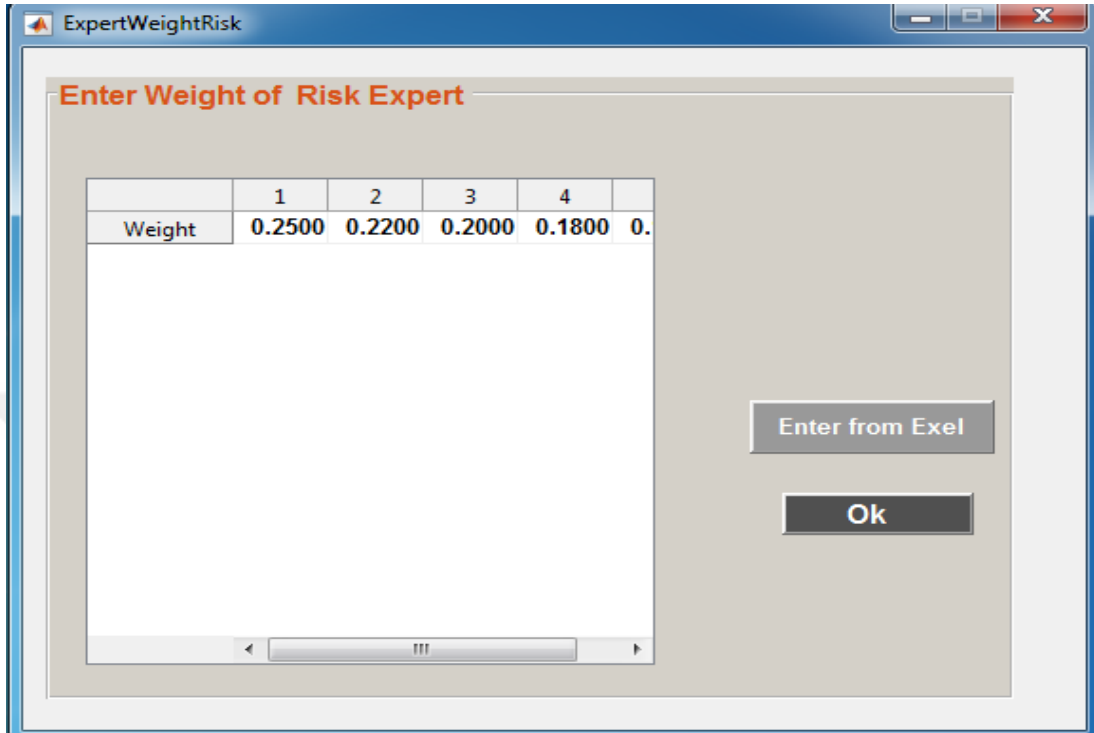 ExpertWeightRisk
Enter Weight of Risk Expert
1 2 3 4
Weight 0.2500 0.2200 0.2000 0.1800 0.
Enter from Exel
Ok